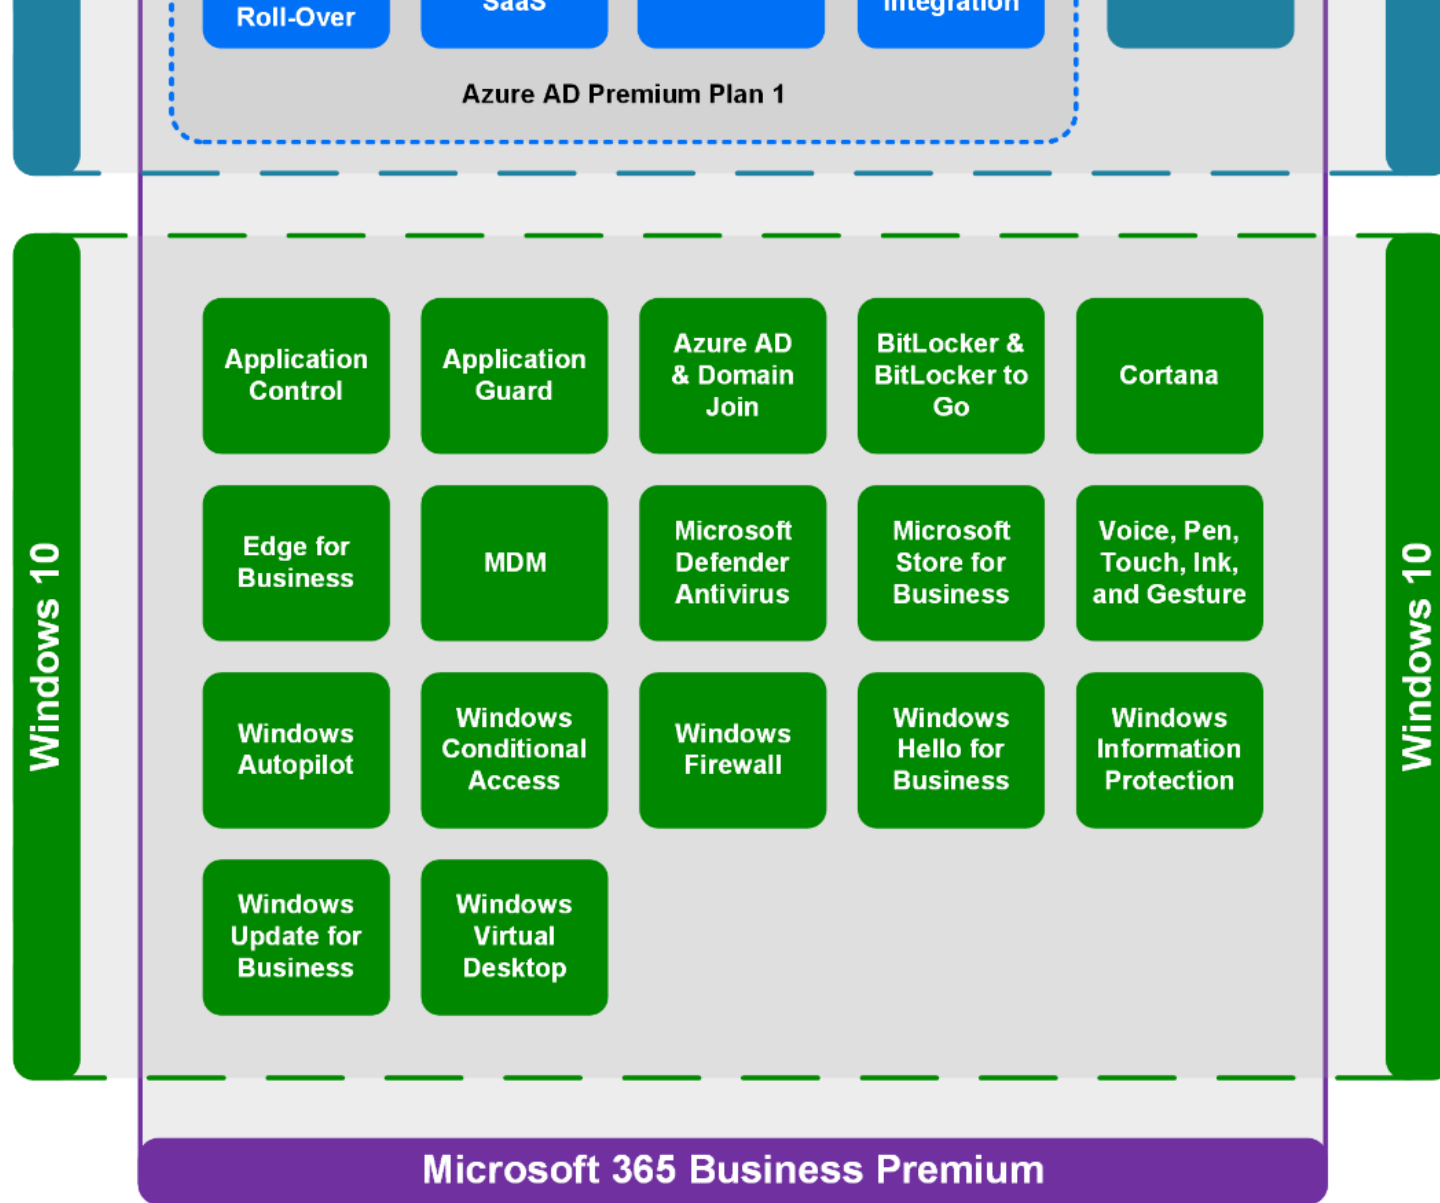 Roll-Over
SaaS
Integration
Azure AD Premium Plan 1
Windows 10
Application
Control
Application
Guard
Azure AD
& Domain
Join
BitLocker &
BitLocker to
Go
Cortana
Edge for
Business
MDM
Microsoft
Defender
Antivirus
Microsoft
Store for
Business
Voice, Pen,
Touch, Ink,
and Gesture
Windows
Autopilot
Windows
Conditional
Access
Windows
Firewall
Windows
Hello for
Business
Windows
Information
Protection
Windows
Update for
Business
Windows
Virtual
Desktop
Windows 10
Microsoft 365 Business Premium